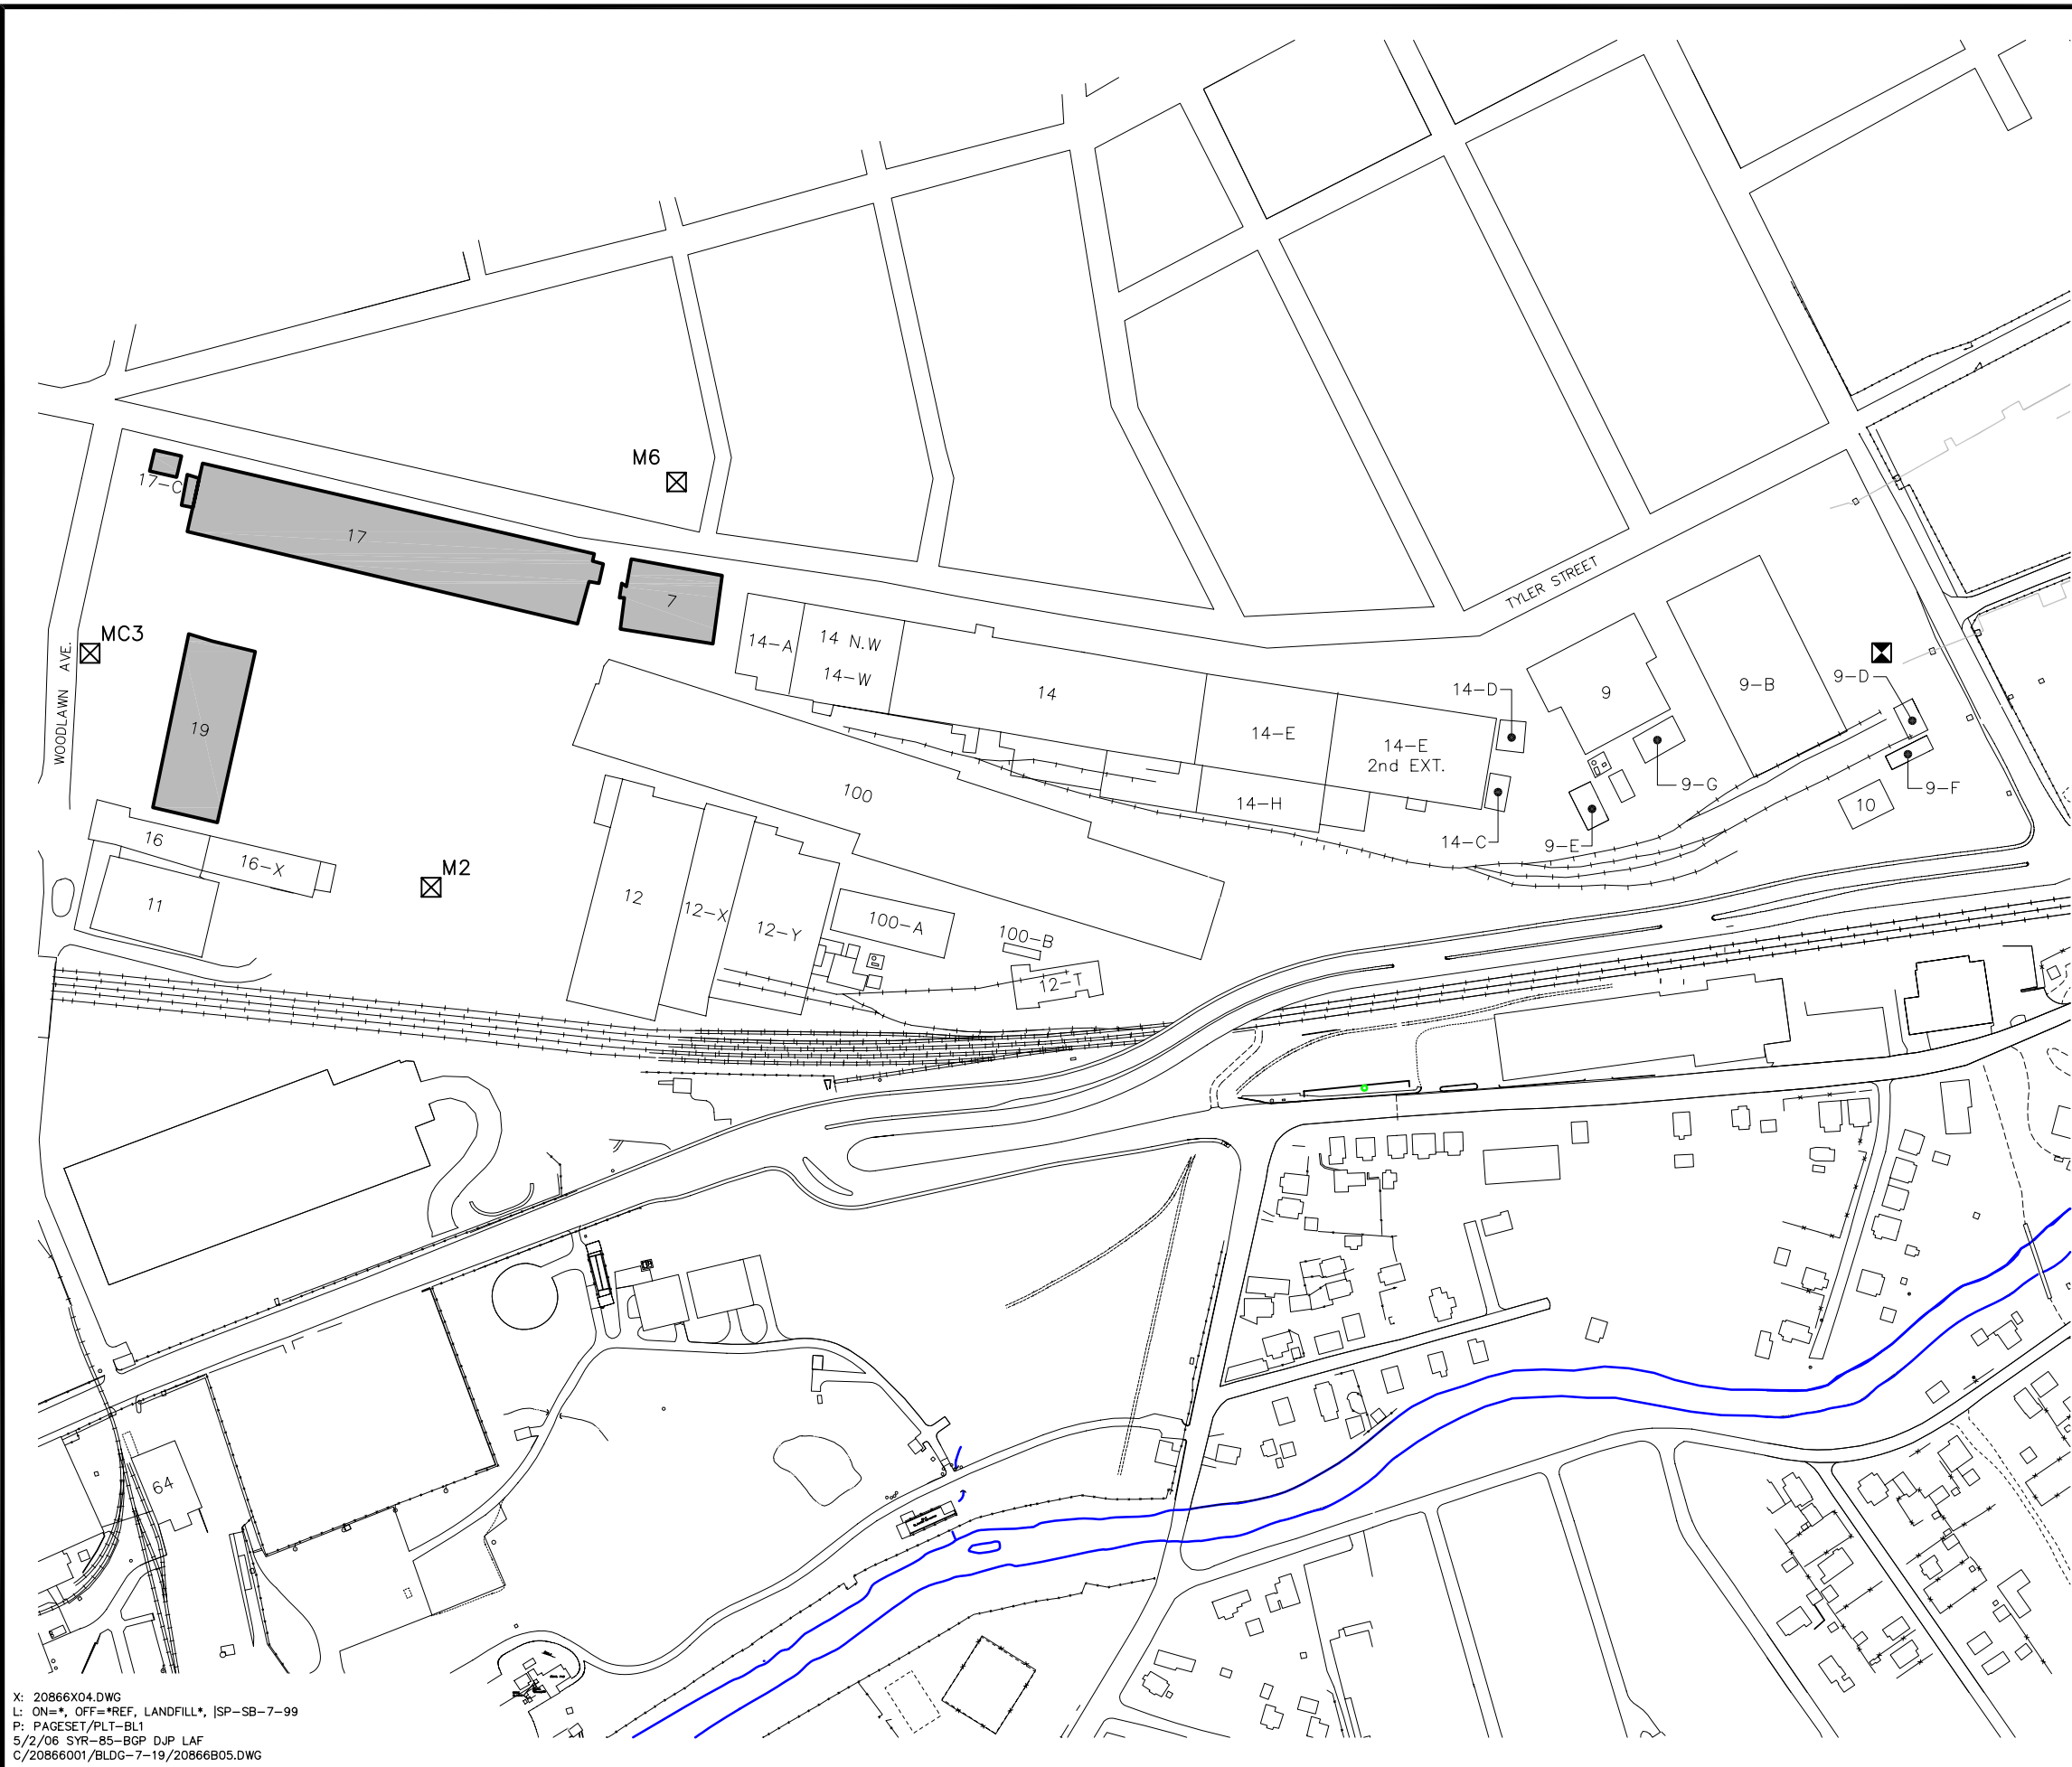 M6
17-C
17
7
MC3
WOODLAWN AVE.
19
14-A
14 N.W
14-W
14
14-E
14-E
2nd EXT.
14-D
14-C
14-H
TYLER STREET
9
9-B
9-D
9-G
9-F
9-E
10
16
16-X
11
M2
100
12
12-X
12-Y
100-A
100-B
12-T
64
X: 20866X04.DWG
L: ON=*, OFF=*REF, LANDFILL*, |SP-SB-7-99
P: PAGESET/PLT-BL1
5/2/06 SYR-85-BGP DJP LAF
C/20866001/BLDG-7-19/20866B05.DWG